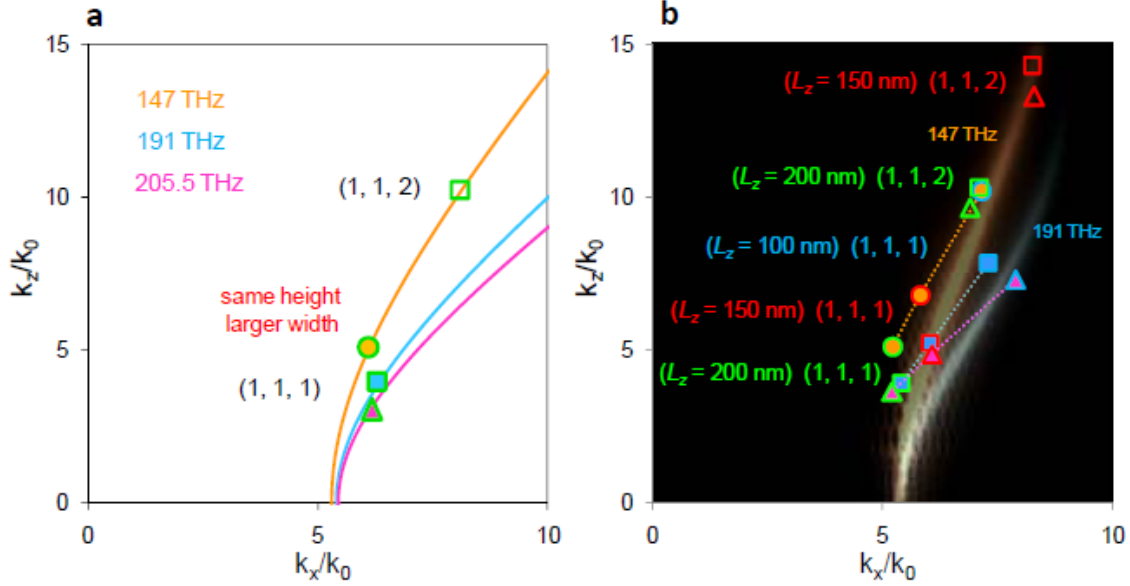 a
15
10
5
0
0
5
10
k_z/k_0
k_x/k_0
147 THz
191 THz
205.5 THz
(1, 1, 2)
same height
larger width
(1, 1, 1)
b
15
10
5
0
0
5
10
k_z/k_0
k_x/k_0
(L_z = 150 nm) (1, 1, 2)
147 THz
(L_z = 200 nm) (1, 1, 2)
191 THz
(L_z = 100 nm) (1, 1, 1)
(L_z = 150 nm) (1, 1, 1)
(L_z = 200 nm) (1, 1, 1)